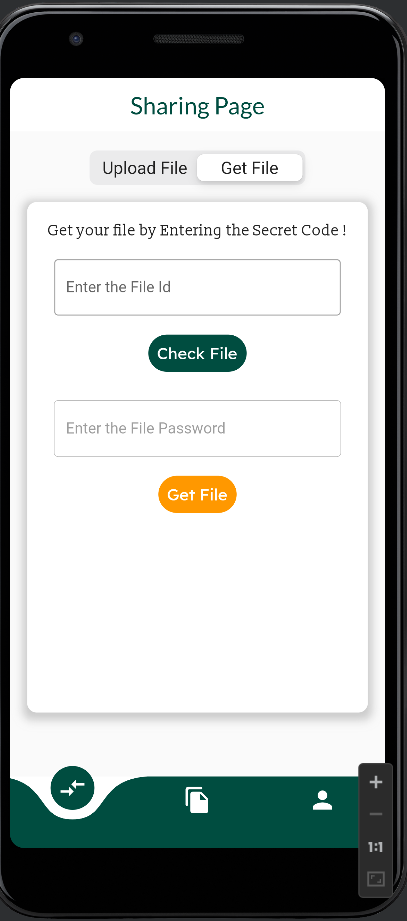 Sharing Page
Upload File
Get File
Get your file by Entering the Secret Code !
Enter the File Id
Check File
Enter the File Password
Get File
1:1